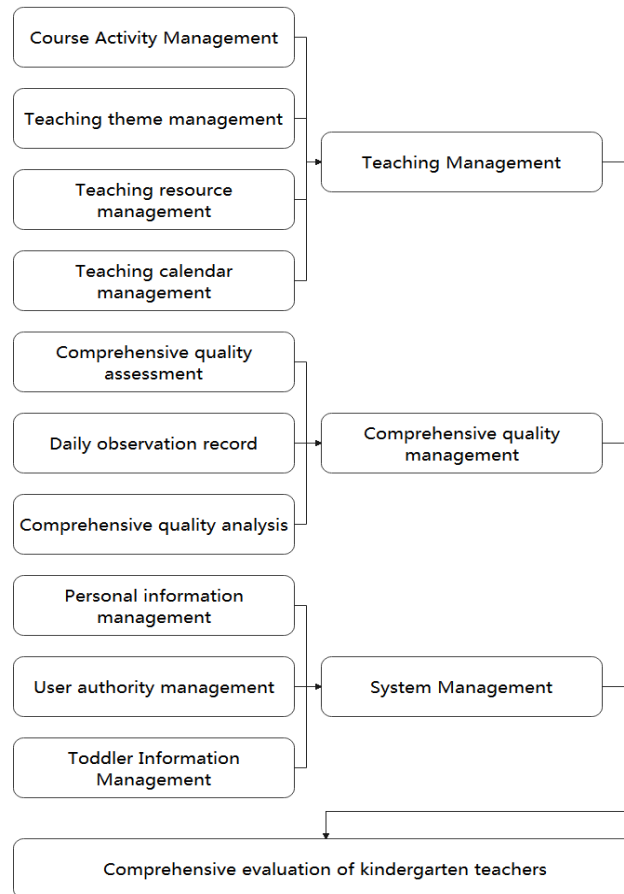 Course Activity Management
Teaching theme management
Teaching resource
management
Teaching calendar
management
Teaching Management
Comprehensive quality
assessment
Daily observation record
Comprehensive quality analysis
Comprehensive quality
management
Personal information
management
User authority management
Toddler Information
Management
System Management
Comprehensive evaluation of kindergarten teachers